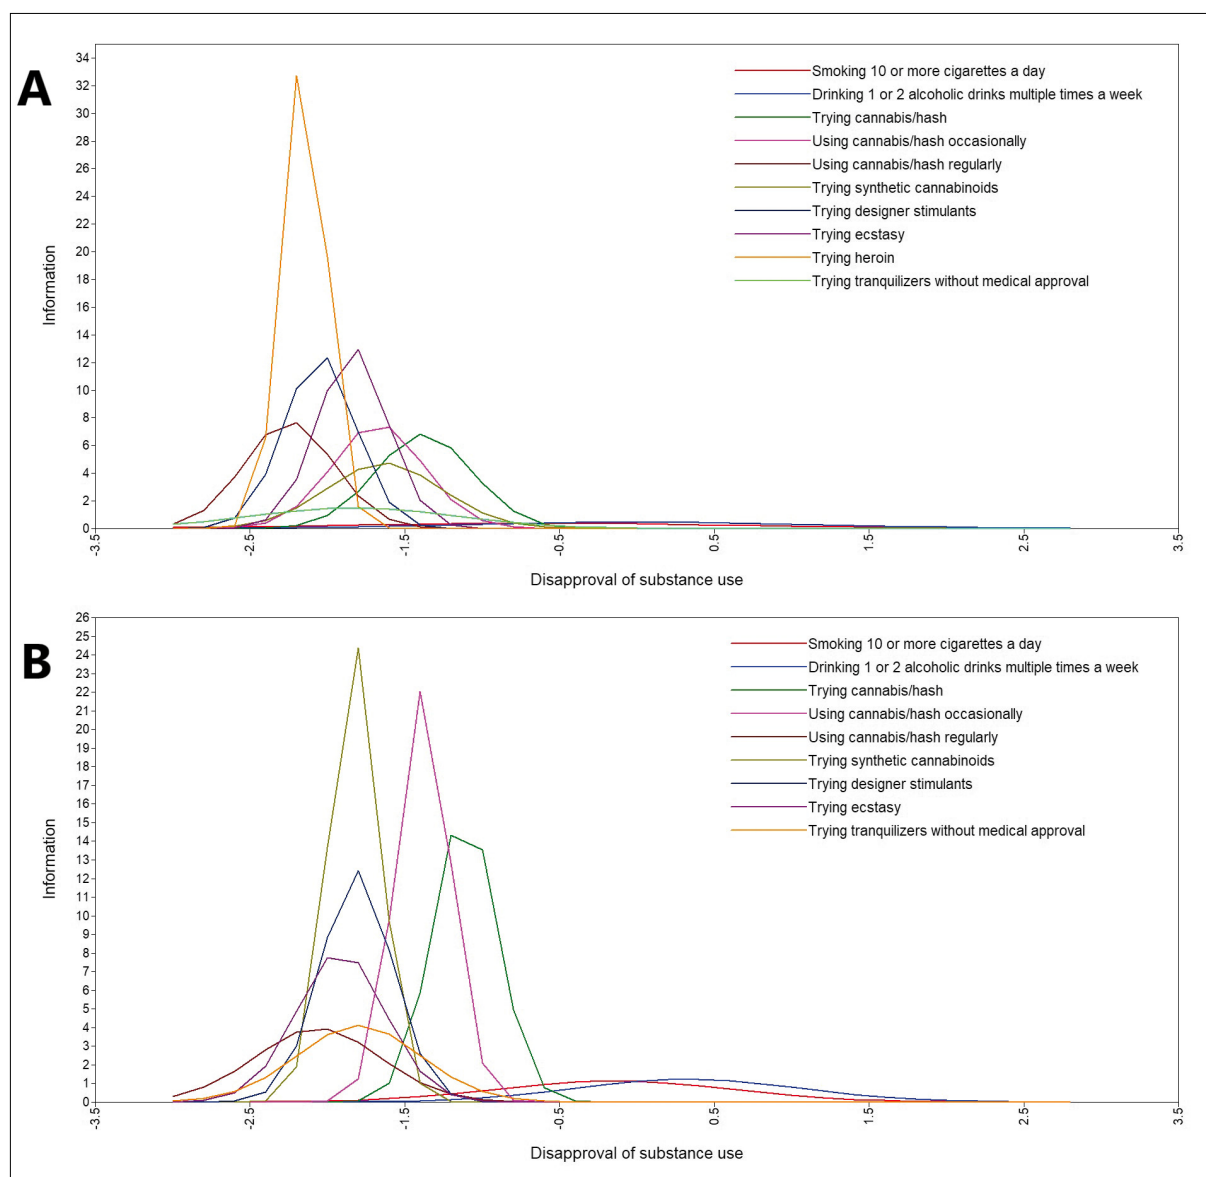 A
34
32
30
28
26
24
22
20
18
16
14
12
10
8
6
4
2
0
Information
Smoking 10 or more cigarettes a day
Drinking 1 or 2 alcoholic drinks multiple times a week
Trying cannabis/hash
Using cannabis/hash occasionally
Using cannabis/hash regularly
Trying synthetic cannabinoids
Trying designer stimulants
Trying ecstasy
Trying heroin
Trying tranquilizers without medical approval
-3.5 -2.5 -1.5 -0.5 0.5 1.5 2.5 3.5
Disapproval of substance use
B
26
25
24
23
22
21
20
19
18
17
16
15
14
13
12
11
10
9
8
7
6
5
4
3
2
1
0
Information
Smoking 10 or more cigarettes a day
Drinking 1 or 2 alcoholic drinks multiple times a week
Trying cannabis/hash
Using cannabis/hash occasionally
Using cannabis/hash regularly
Trying synthetic cannabinoids
Trying designer stimulants
Trying ecstasy
Trying tranquilizers without medical approval
-3.5 -2.5 -1.5 -0.5 0.5 1.5 2.5 3.5
Disapproval of substance use